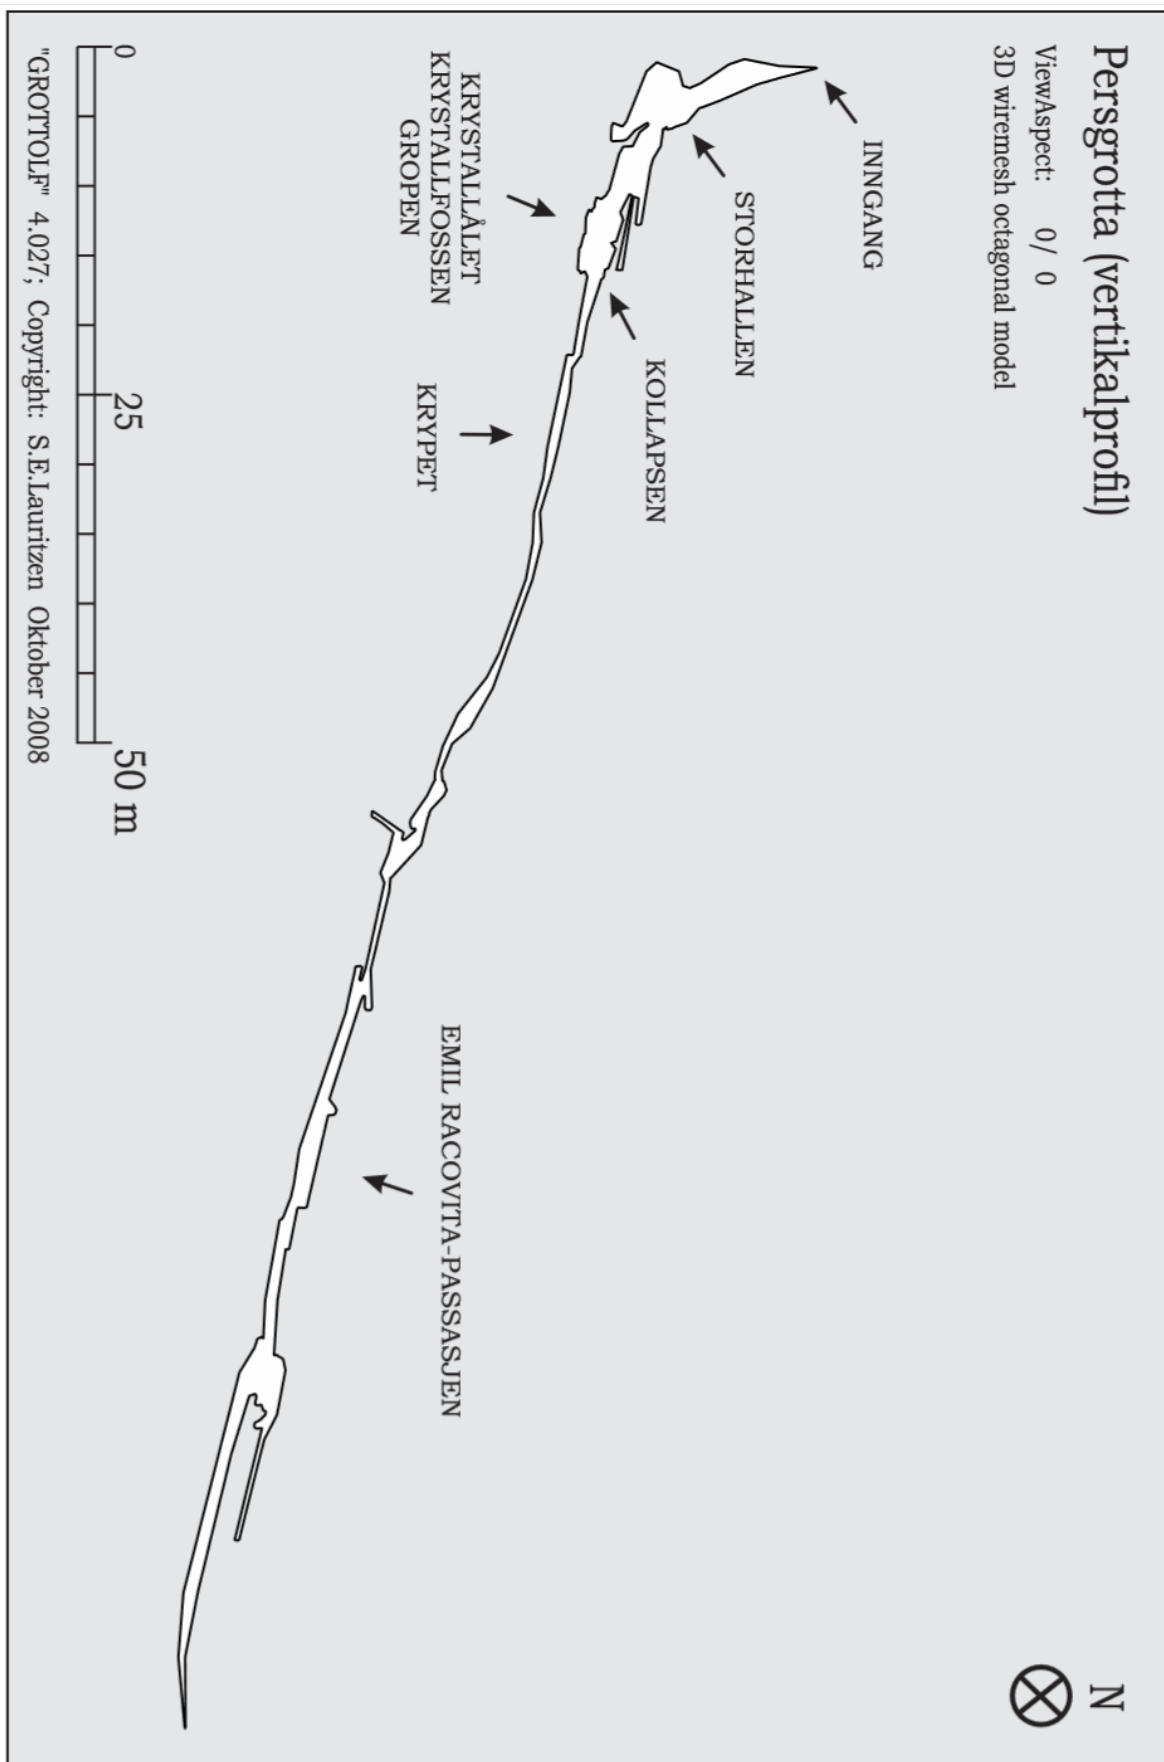 Persgrotta (vertikalprofil)
ViewAspect: 0/ 0
3D wiremesh octagonal model
N
INNGANG
STORHALLEN
KOLLAPSEN
KRYSTALLÅLET
KRYSTALLFOSSEN
GROPEN
KRYPET
EMIL RACOVITA-PASSASJEN
0
25
50 m
"GROTTOLF" 4.027; Copyright: S.E.Lauritzen Oktober 2008